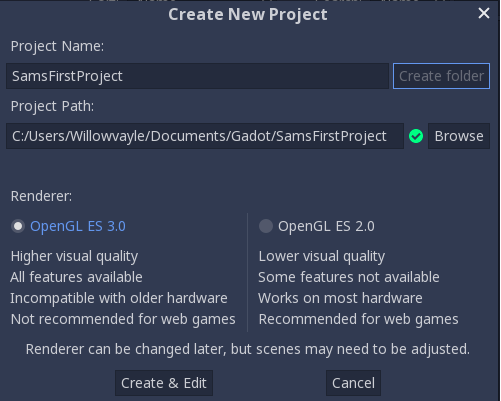 Create New Project
Project Name:
SamsFirstProject
Create folder
Project Path:
C:/Users/Willowvayle/Documents/Gadot/SamsFirstProject
Browse
Renderer:
OpenGL ES 3.0
Higher visual quality
All features available
Incompatible with older hardware
Not recommended for web games
OpenGL ES 2.0
Lower visual quality
Some features not available
Works on most hardware
Recommended for web games
Renderer can be changed later, but scenes may need to be adjusted.
Create & Edit
Cancel